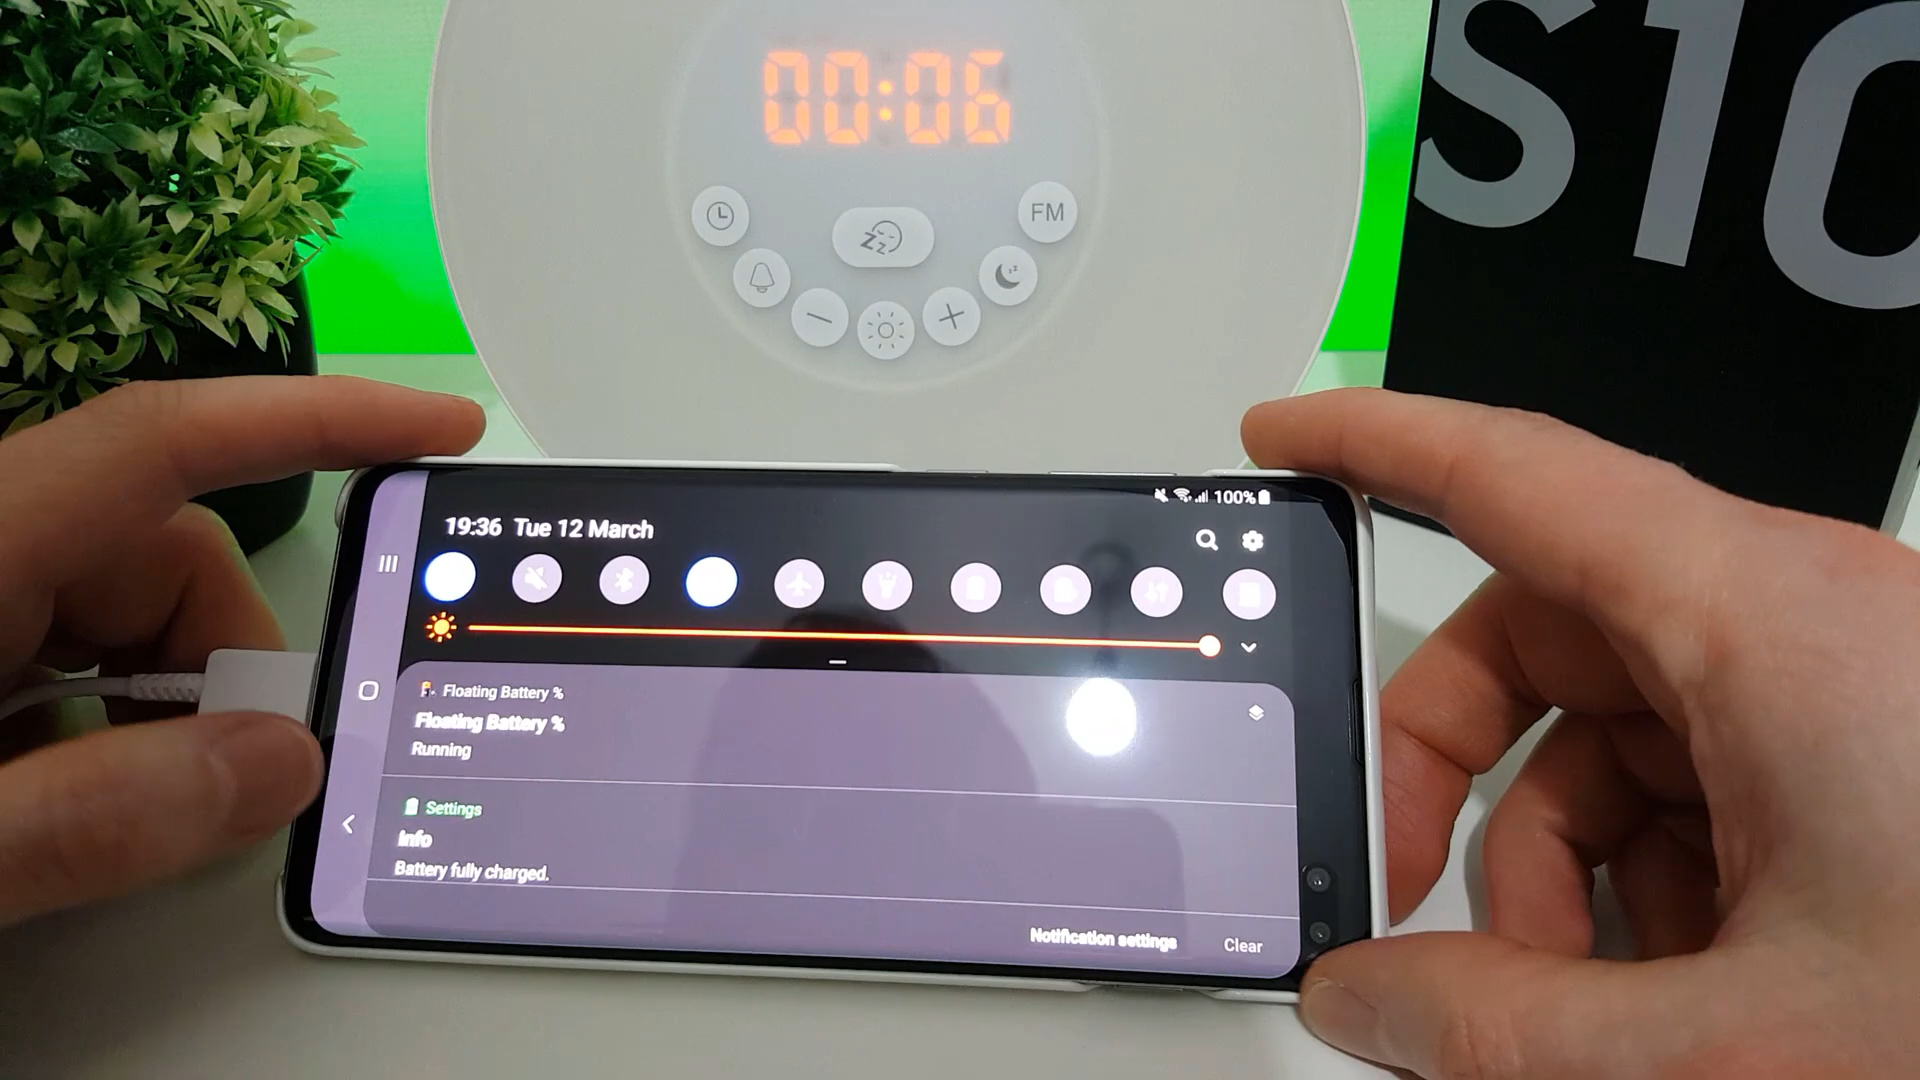 00:06
FM
S10
100%
19:36 Tue 12 March
Floating Battery %
Floating Battery %
Running
Settings
Info
Battery fully charged.
Notification settings
Clear